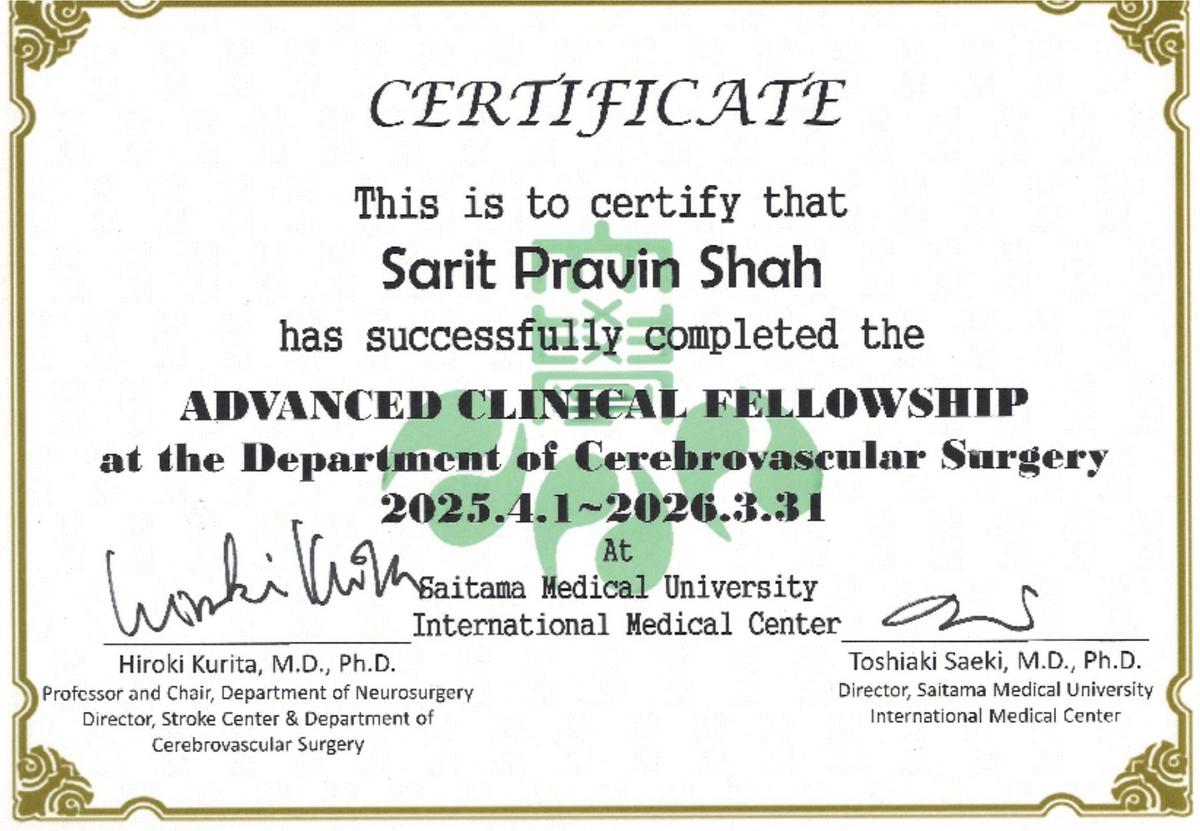 CERTIFICATE
This is to certify that
Sarit Pravin Shah
has successfully completed the
ADVANCED CLINICAL FELLOWSHIP
at the Department of Cerebrovascular Surgery
2025.4.1~2026.3.31
At
Saitama Medical University
International Medical Center
Hiroki Kurita, M.D., Ph.D.
Professor and Chair, Department of Neurosurgery
Director, Stroke Center & Department of
Cerebrovascular Surgery
Toshiaki Saeki, M.D., Ph.D.
Director, Saitama Medical University
International Medical Center